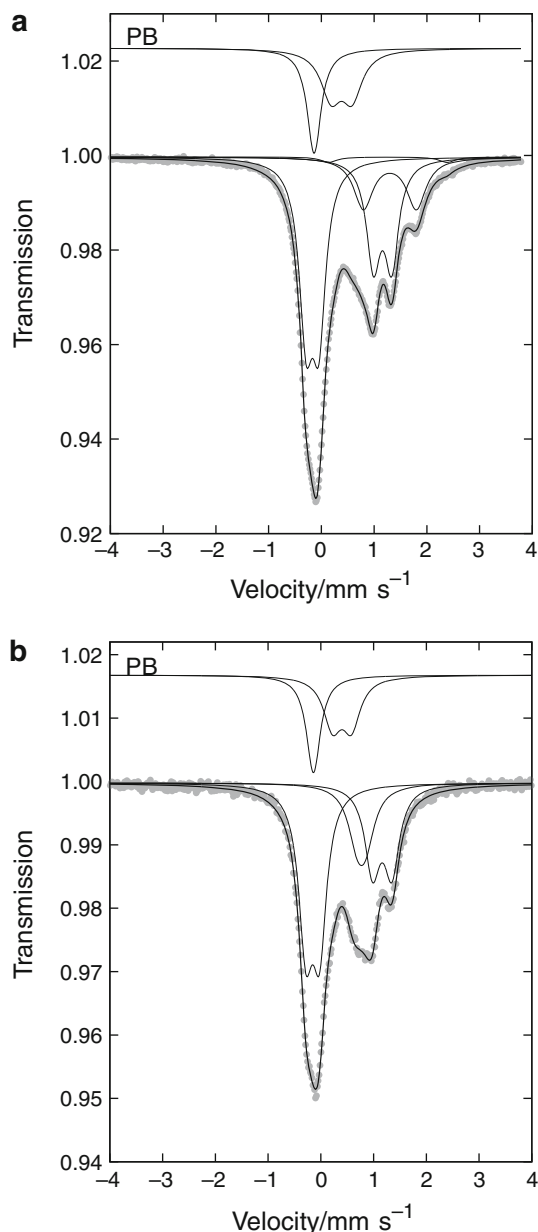 a
PB
1.02
1.00
0.98
0.96
0.94
0.92
Transmission
–4 –3 –2 –1 0 1 2 3 4
Velocity/mm s⁻¹
b
PB
1.02
1.01
1.00
0.99
0.98
0.97
0.96
0.95
0.94
Transmission
–4 –3 –2 –1 0 1 2 3 4
Velocity/mm s⁻¹